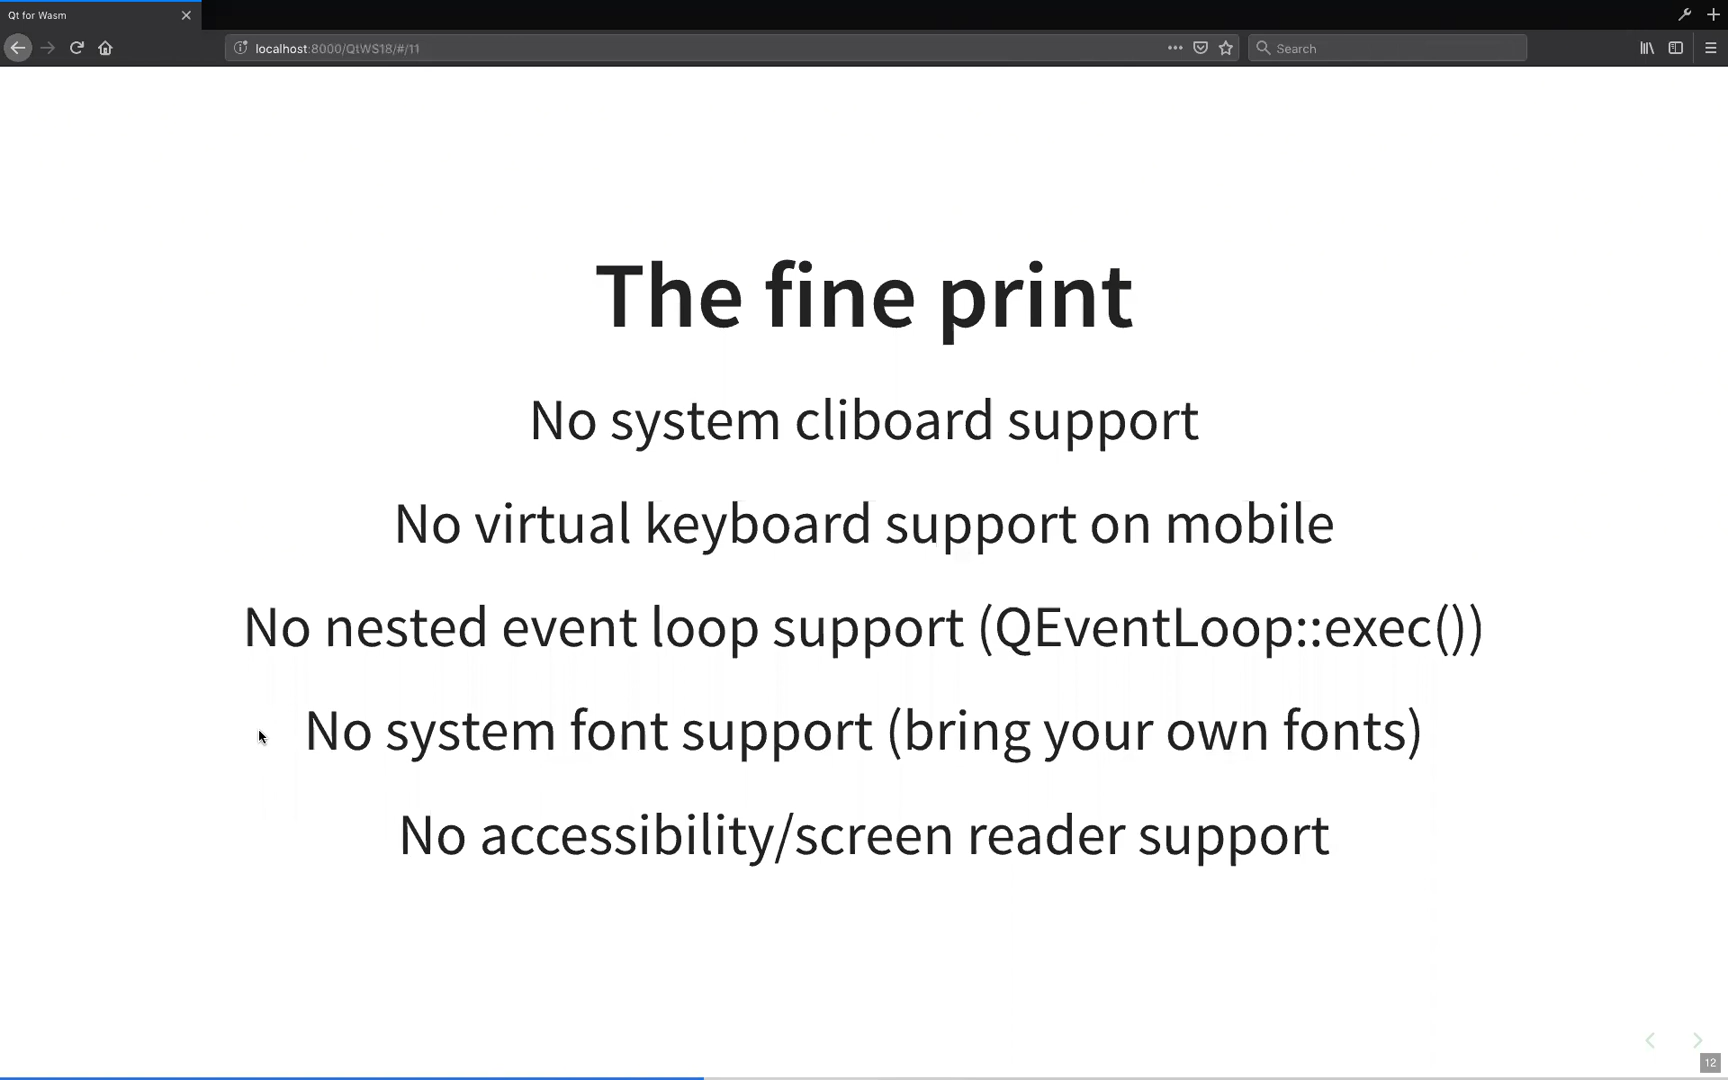 Qt for Wasm
localhost:8000/QtWS18/#/11
Search
The fine print
No system cliboard support
No virtual keyboard support on mobile
No nested event loop support (QEventLoop::exec())
No system font support (bring your own fonts)
No accessibility/screen reader support
12